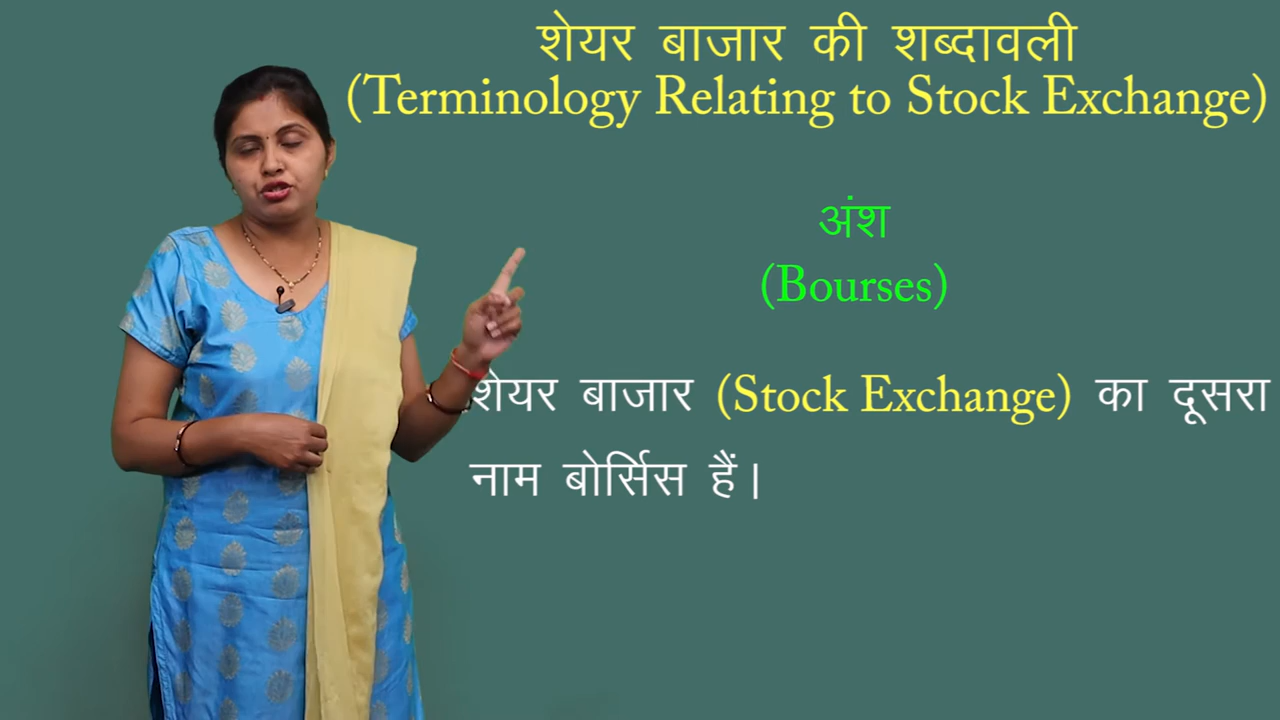 शेयर बाजार की शब्दावली
(Terminology Relating to Stock Exchange)
अंश
(Bourses)
शेयर बाजार (Stock Exchange) का दूसरा
नाम बोर्सिस हैं।